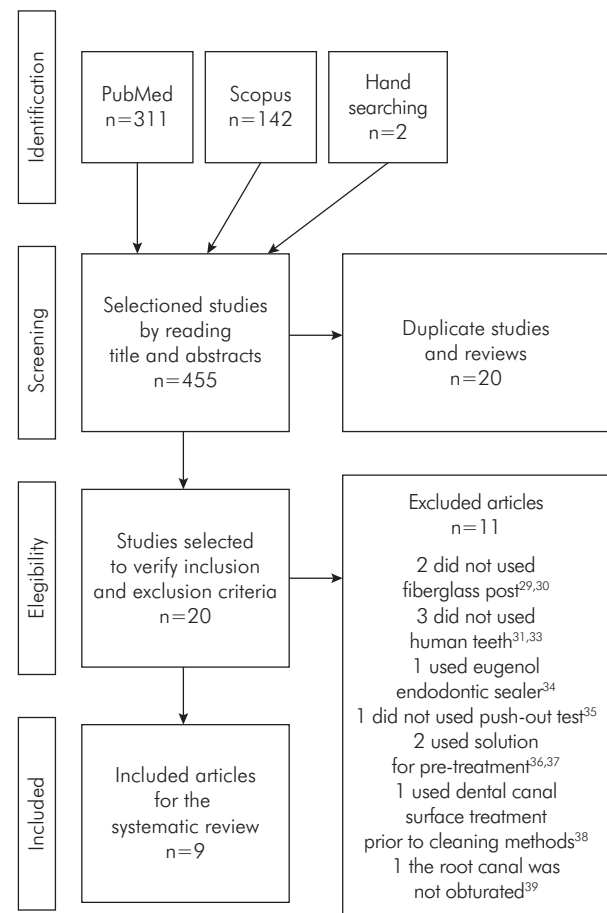 Identification
PubMed
n=311
Scopus
n=142
Hand
searching
n=2
Screening
Selectioned studies
by reading
title and abstracts
n=455
Duplicate studies
and reviews
n=20
Elegibility
Studies selected
to verify inclusion
and exclusion criteria
n=20
Excluded articles
n=11
2 did not used
fiberglass post29,30
3 did not used
human teeth31,33
1 used eugenol
endodontic sealer34
1 did not used push-out test35
2 used solution
for pre-treatment36,37
1 used dental canal
surface treatment
prior to cleaning methods38
1 the root canal was
not obturated39
Included
Included articles
for the
systematic review
n=9